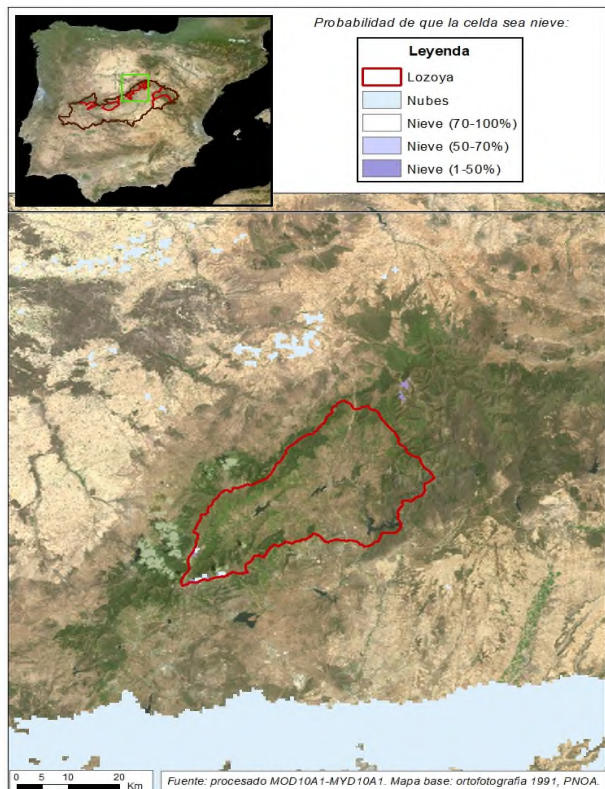 Probabilidad de que la celda sea nieve:
Leyenda
Lozoya
Nubes
Nieve (70-100%)
Nieve (50-70%)
Nieve (1-50%)
0 5 10 20
Km
Fuente: procesado MOD10A1-MYD10A1. Mapa base: ortofotografía 1991, PNOA.